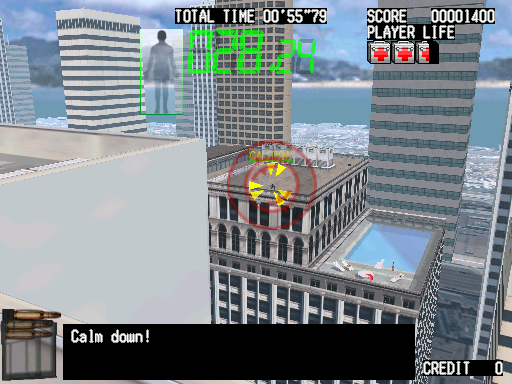 TOTAL TIME 00'55"79
SCORE 00001400
PLAYER LIFE
028.24
Calm down!
CREDIT 0